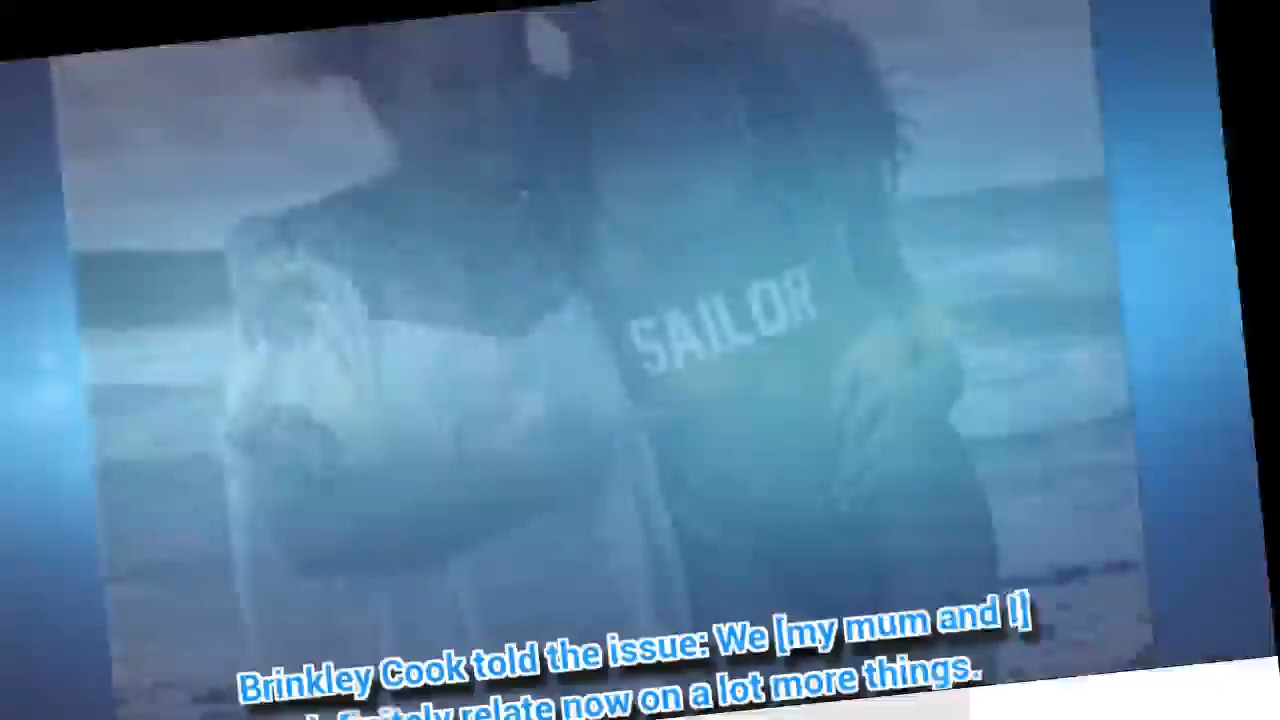 SAILOR
Brinkley Cook told the issue: We [my mum and I]
relate now on a lot more things.